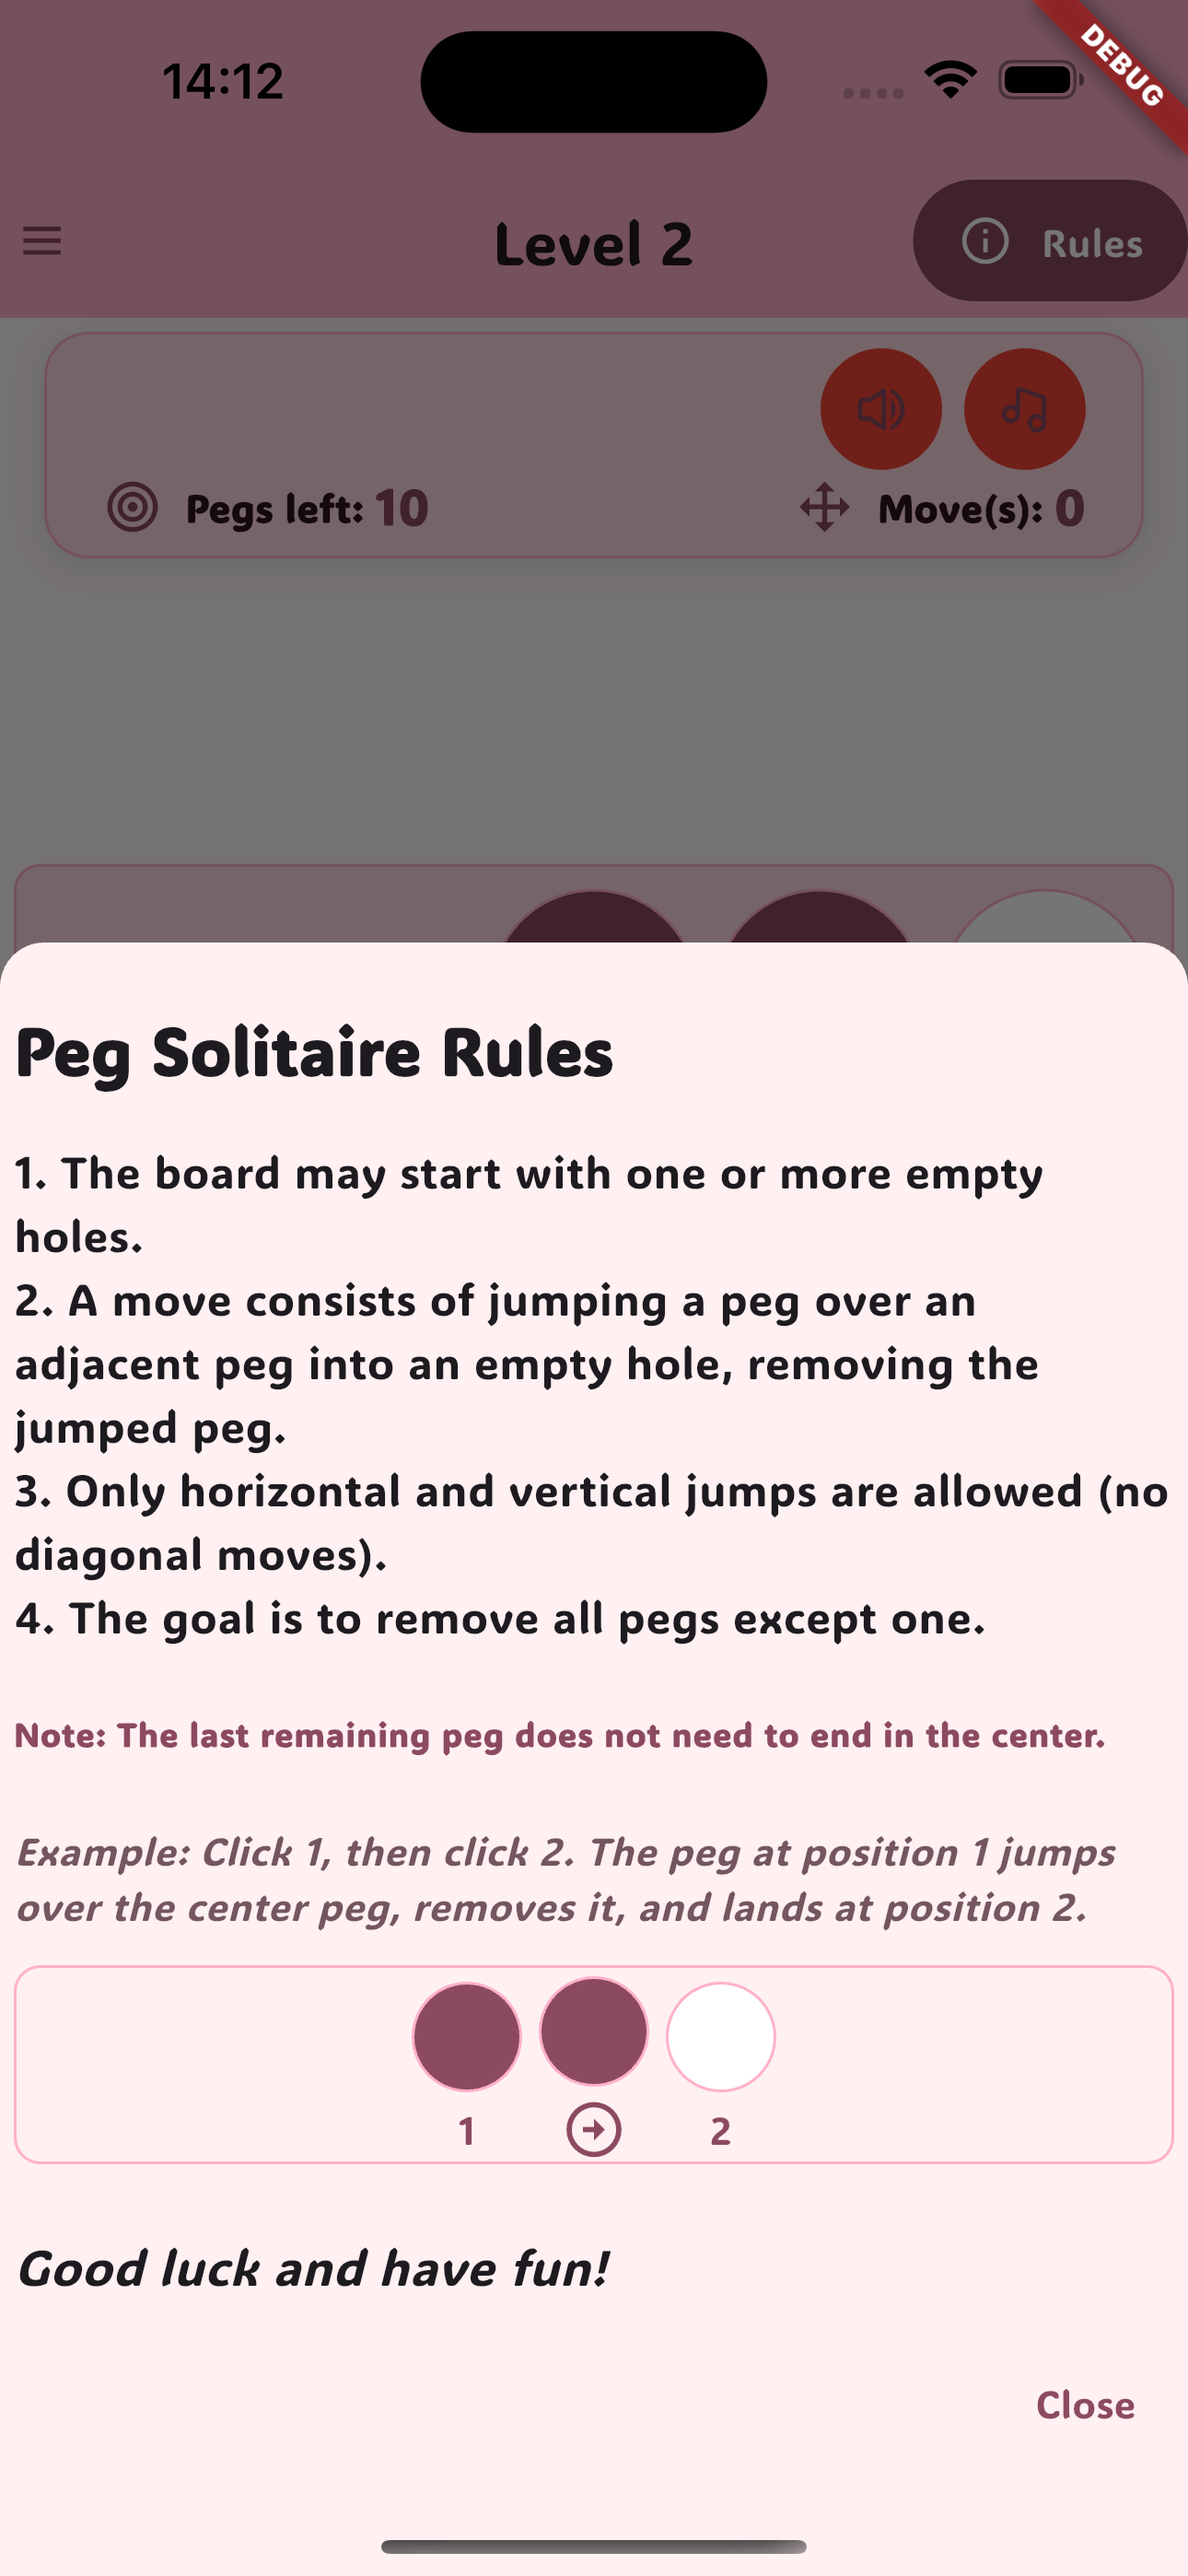 14:12
DEBUG
Level 2
Rules
Pegs left: 10
Move(s): 0
Peg Solitaire Rules
1. The board may start with one or more empty
holes.
2. A move consists of jumping a peg over an
adjacent peg into an empty hole, removing the
jumped peg.
3. Only horizontal and vertical jumps are allowed (no
diagonal moves).
4. The goal is to remove all pegs except one.
Note: The last remaining peg does not need to end in the center.
Example: Click 1, then click 2. The peg at position 1 jumps
over the center peg, removes it, and lands at position 2.
1 2
Good luck and have fun!
Close